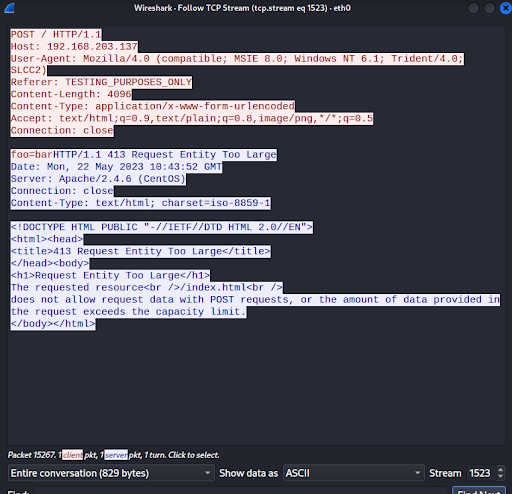 Wireshark · Follow TCP Stream (tcp.stream eq 1523) · eth0
POST / HTTP/1.1
Host: 192.168.203.137
User-Agent: Mozilla/4.0 (compatible; MSIE 8.0; Windows NT 6.1; Trident/4.0;
SLCC2)
Referer: TESTING_PURPOSES_ONLY
Content-Length: 4096
Content-Type: application/x-www-form-urlencoded
Accept: text/html;q=0.9,text/plain;q=0.8,image/png,*/*;q=0.5
Connection: close
foo=barHTTP/1.1 413 Request Entity Too Large
Date: Mon, 22 May 2023 10:43:52 GMT
Server: Apache/2.4.6 (CentOS)
Connection: close
Content-Type: text/html; charset=iso-8859-1
<!DOCTYPE HTML PUBLIC "-//IETF//DTD HTML 2.0//EN">
<html><head>
<title>413 Request Entity Too Large</title>
</head><body>
<h1>Request Entity Too Large</h1>
The requested resource<br />/index.html<br />
does not allow request data with POST requests, or the amount of data provided in
the request exceeds the capacity limit.
</body></html>
Packet 15267. 1 client pkt, 1 server pkt, 1 turn. Click to select.
Entire conversation (829 bytes) Show data as ASCII Stream 1523
Find: Find Next